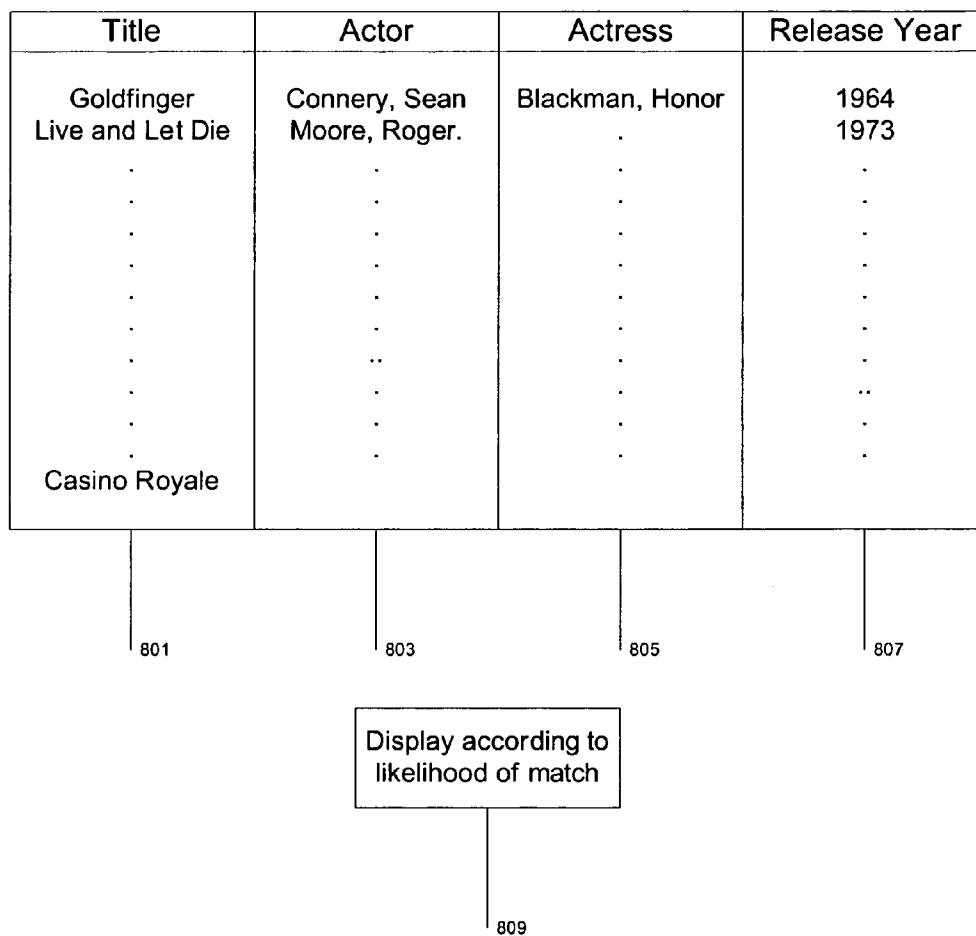 Title Actor Actress Release Year
Goldfinger Connery, Sean Blackman, Honor 1964
Live and Let Die Moore, Roger. . 1973
. . . .
. . . .
. . . .
. . . .
. . . .
. . . .
. .. . .
. . . ..
. . . .
. . . .
Casino Royale
801 803 805 807
Display according to
likelihood of match
809